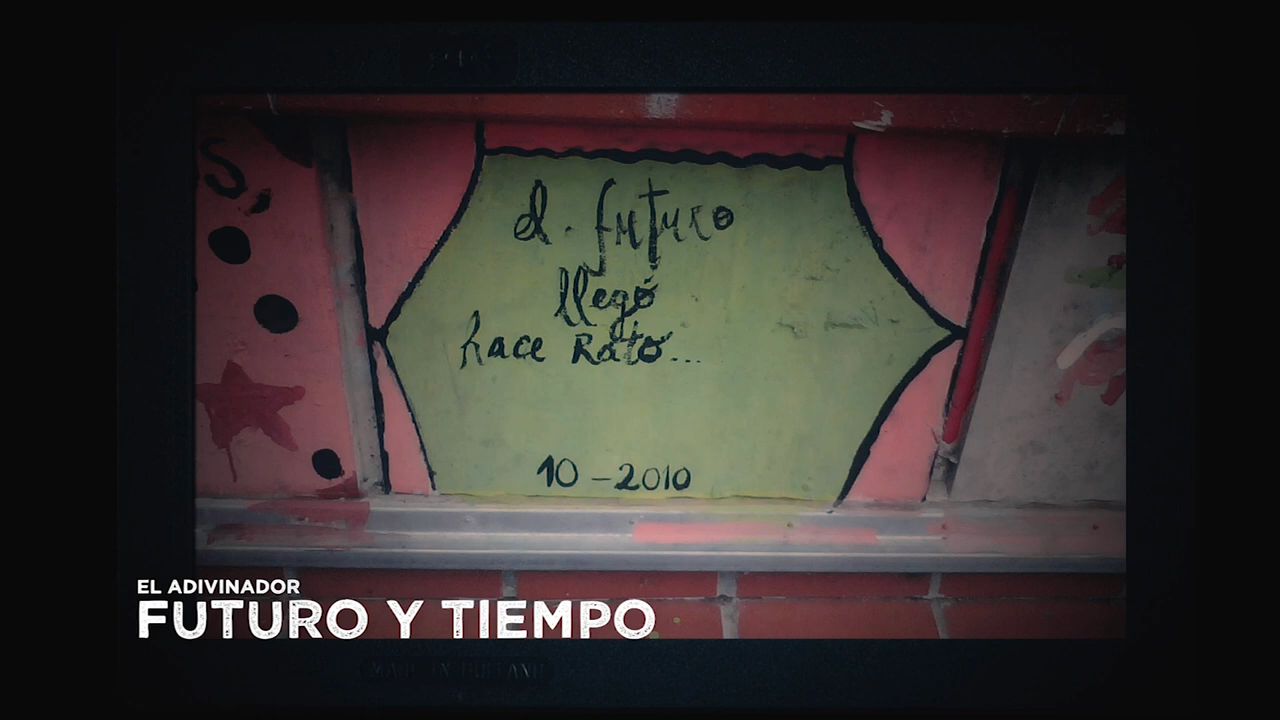 S,
el. futuro
llegó
hace Rato...
10-2010
EL ADIVINADOR
FUTURO Y TIEMPO